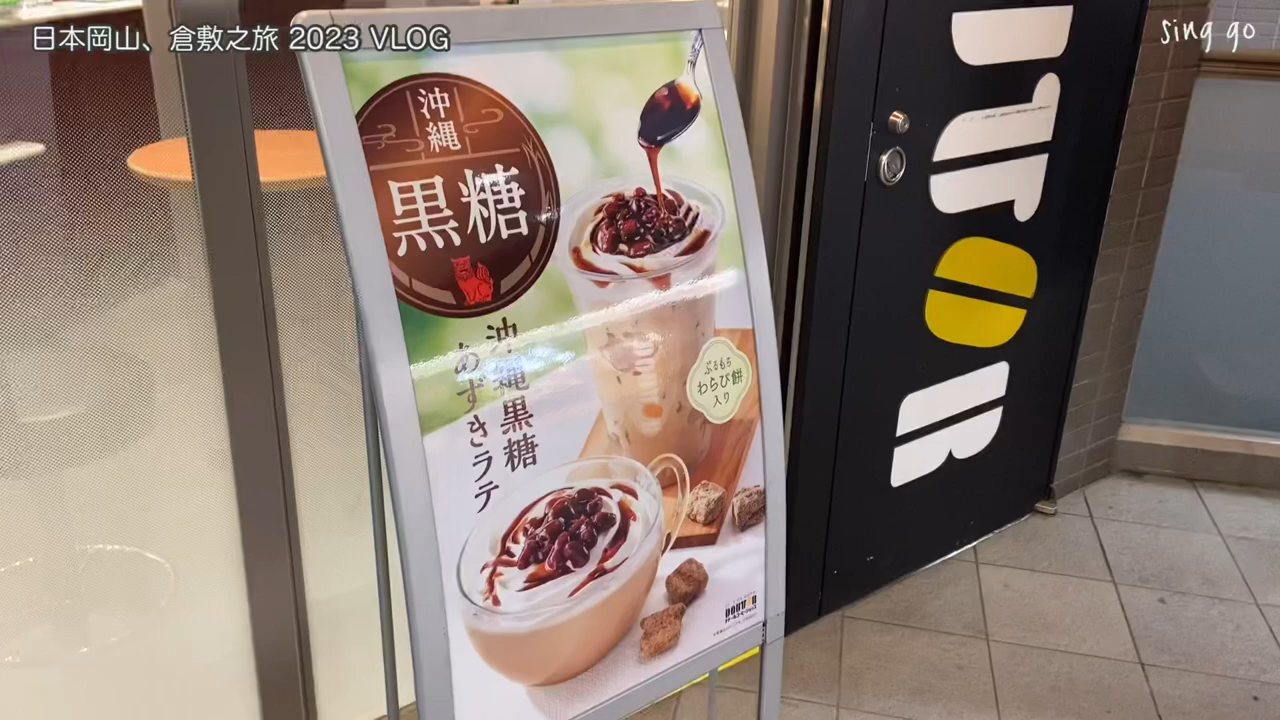 日本岡山、倉敷之旅 2023 VLOG
sing go
沖縄
黒糖
沖縄黒糖
あずきラテ
ぷるもち
わらび餅
入り
DOUTOR
UTOR